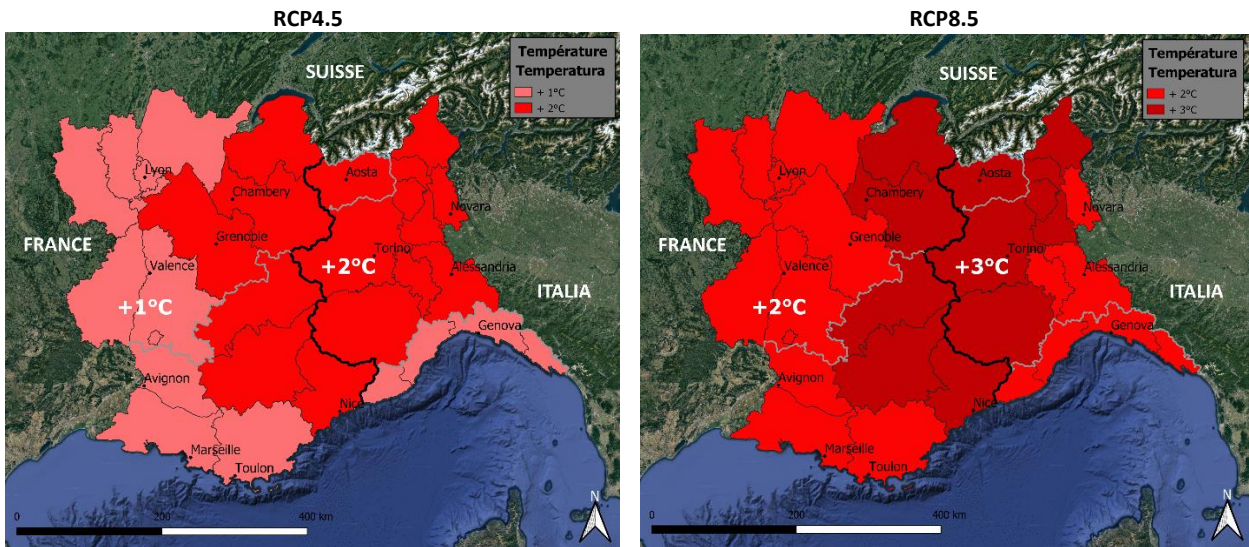 RCP4.5
Température
Temperatura
+ 1°C
+ 2°C
SUISSE
Lyon
Aosta
Chambery
Novara
FRANCE
Grenoble
Torino
Valence
+2°C
Alessandria
+1°C
ITALIA
Genova
Avignon
Nice
Marseille
Toulon
N
0
200
400 km
RCP8.5
Température
Temperatura
+ 2°C
+ 3°C
SUISSE
Lyon
Aosta
Chambery
Novara
FRANCE
Grenoble
Torino
Valence
+3°C
Alessandria
+2°C
ITALIA
Genova
Avignon
Nice
Marseille
Toulon
N
0
200
400 km